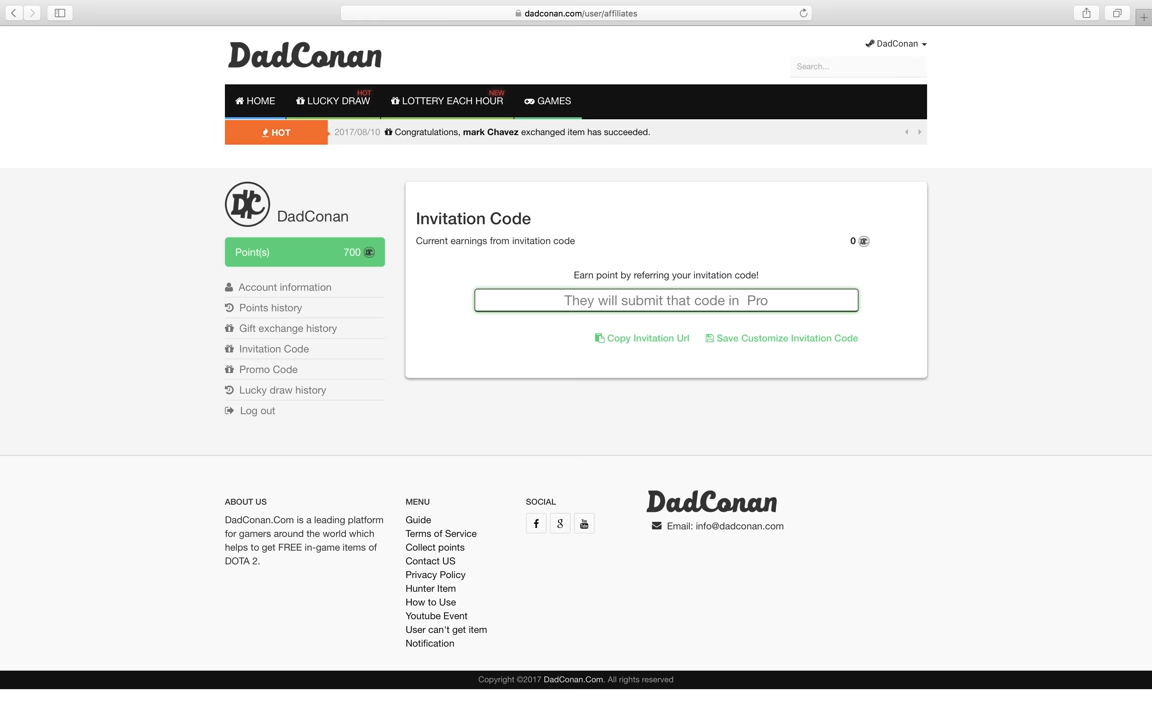 dadconan.com/user/affiliates
DadConan
DadConan
Search...
HOME
LUCKY DRAW
HOT
LOTTERY EACH HOUR
NEW
GAMES
HOT
2017/08/10 Congratulations, mark Chavez exchanged item has succeeded.
DadConan
Point(s) 700
Account information
Points history
Gift exchange history
Invitation Code
Promo Code
Lucky draw history
Log out
Invitation Code
Current earnings from invitation code 0
Earn point by referring your invitation code!
They will submit that code in Pro
Copy Invitation Url Save Customize Invitation Code
ABOUT US
DadConan.Com is a leading platform
for gamers around the world which
helps to get FREE in-game items of
DOTA 2.
MENU
Guide
Terms of Service
Collect points
Contact US
Privacy Policy
Hunter Item
How to Use
Youtube Event
User can't get item
Notification
SOCIAL
DadConan
Email: info@dadconan.com
Copyright ©2017 DadConan.Com. All rights reserved